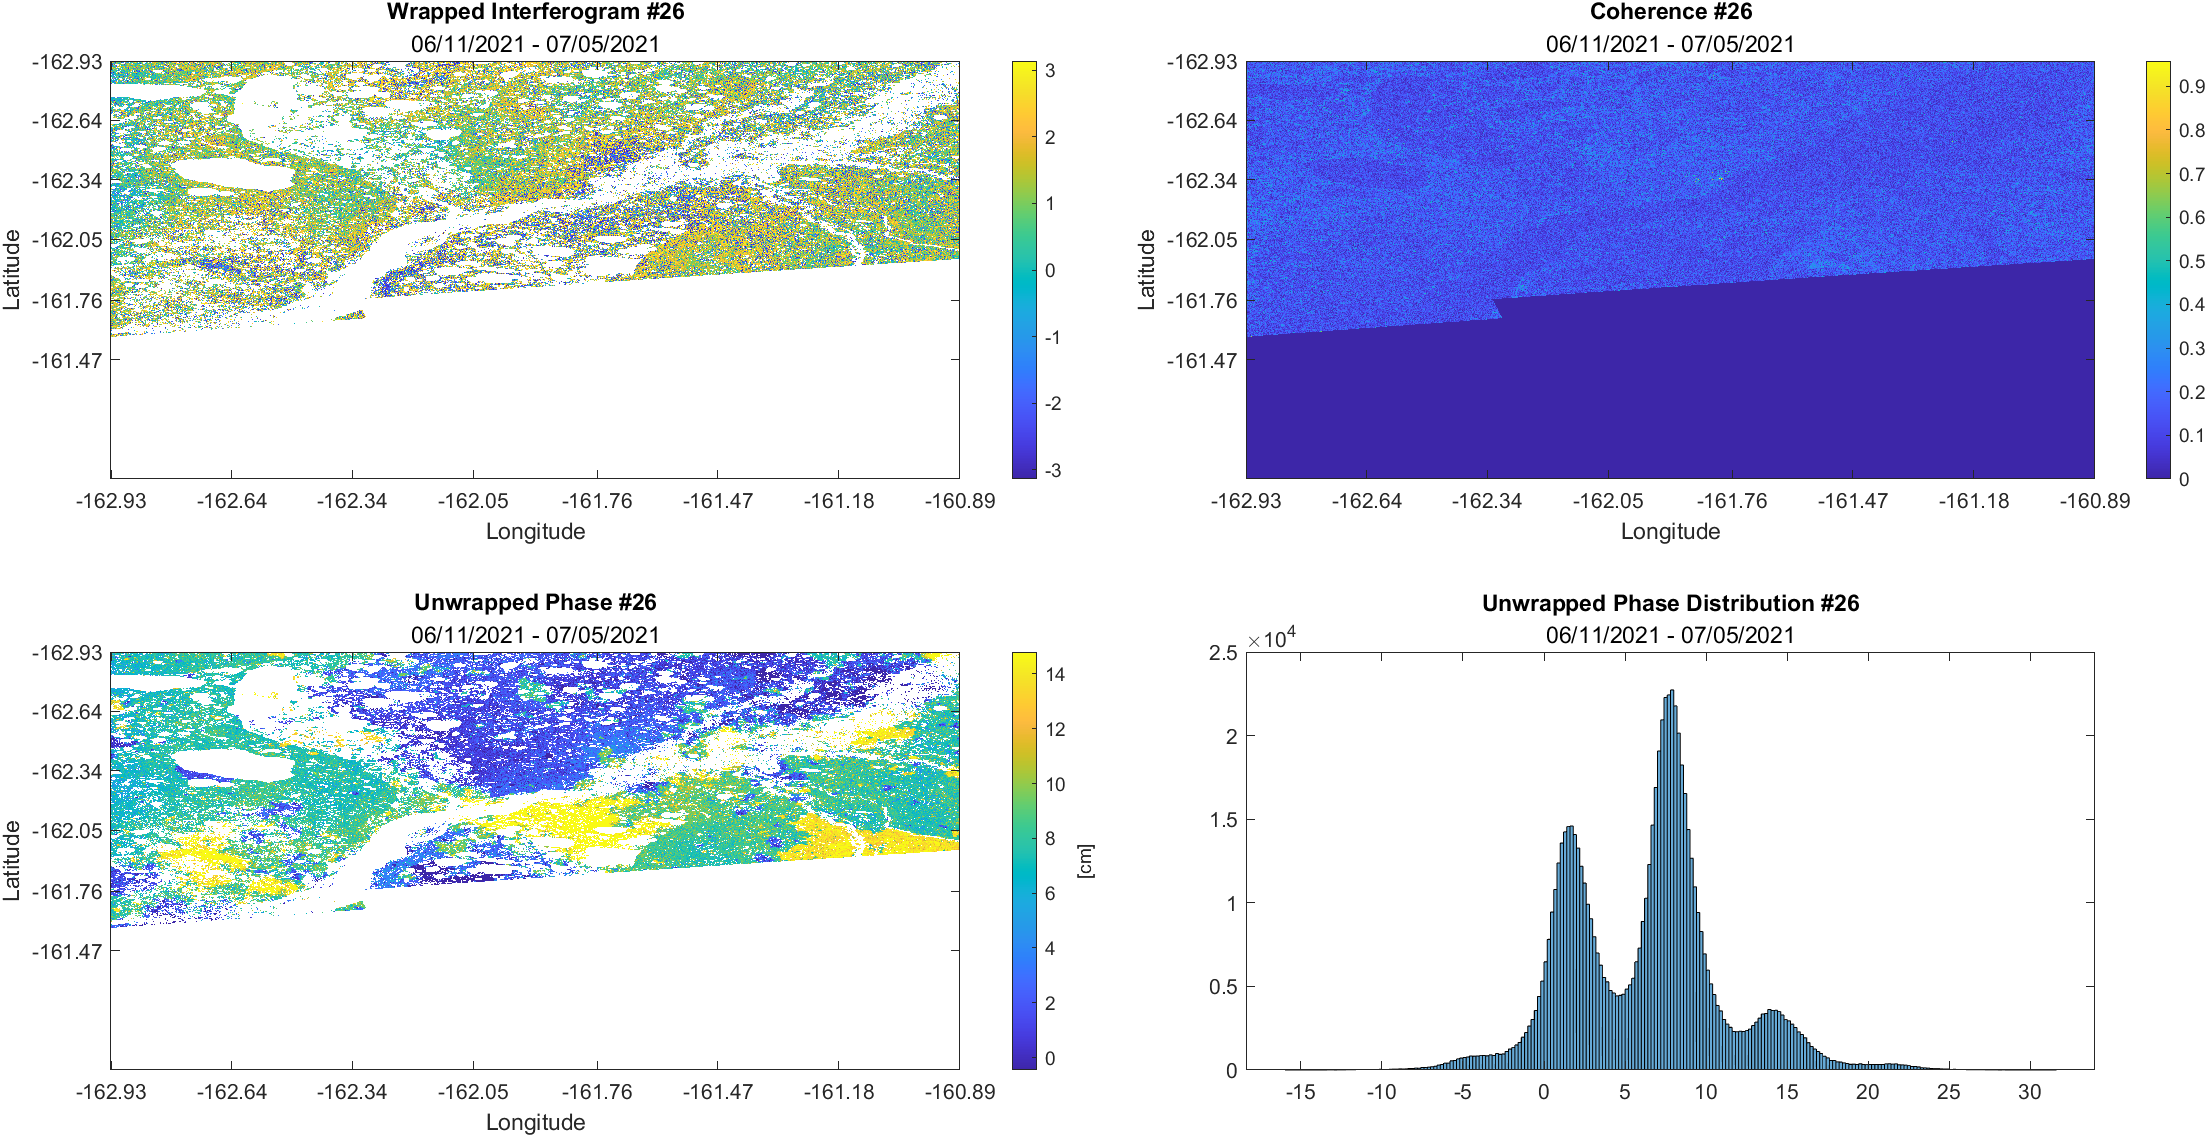 Wrapped Interferogram #26
06/11/2021 - 07/05/2021
-162.93
-162.64
-162.34
-162.05
-161.76
-161.47
Latitude
-162.93 -162.64 -162.34 -162.05 -161.76 -161.47 -161.18 -160.89
Longitude
3
2
1
0
-1
-2
-3
Coherence #26
06/11/2021 - 07/05/2021
-162.93
-162.64
-162.34
-162.05
-161.76
-161.47
Latitude
-162.93 -162.64 -162.34 -162.05 -161.76 -161.47 -161.18 -160.89
Longitude
0.9
0.8
0.7
0.6
0.5
0.4
0.3
0.2
0.1
0
Unwrapped Phase #26
06/11/2021 - 07/05/2021
-162.93
-162.64
-162.34
-162.05
-161.76
-161.47
Latitude
-162.93 -162.64 -162.34 -162.05 -161.76 -161.47 -161.18 -160.89
Longitude
14
12
10
8
6
4
2
0
[cm]
Unwrapped Phase Distribution #26
06/11/2021 - 07/05/2021
×10^4
2.5
2
1.5
1
0.5
0
-15 -10 -5 0 5 10 15 20 25 30